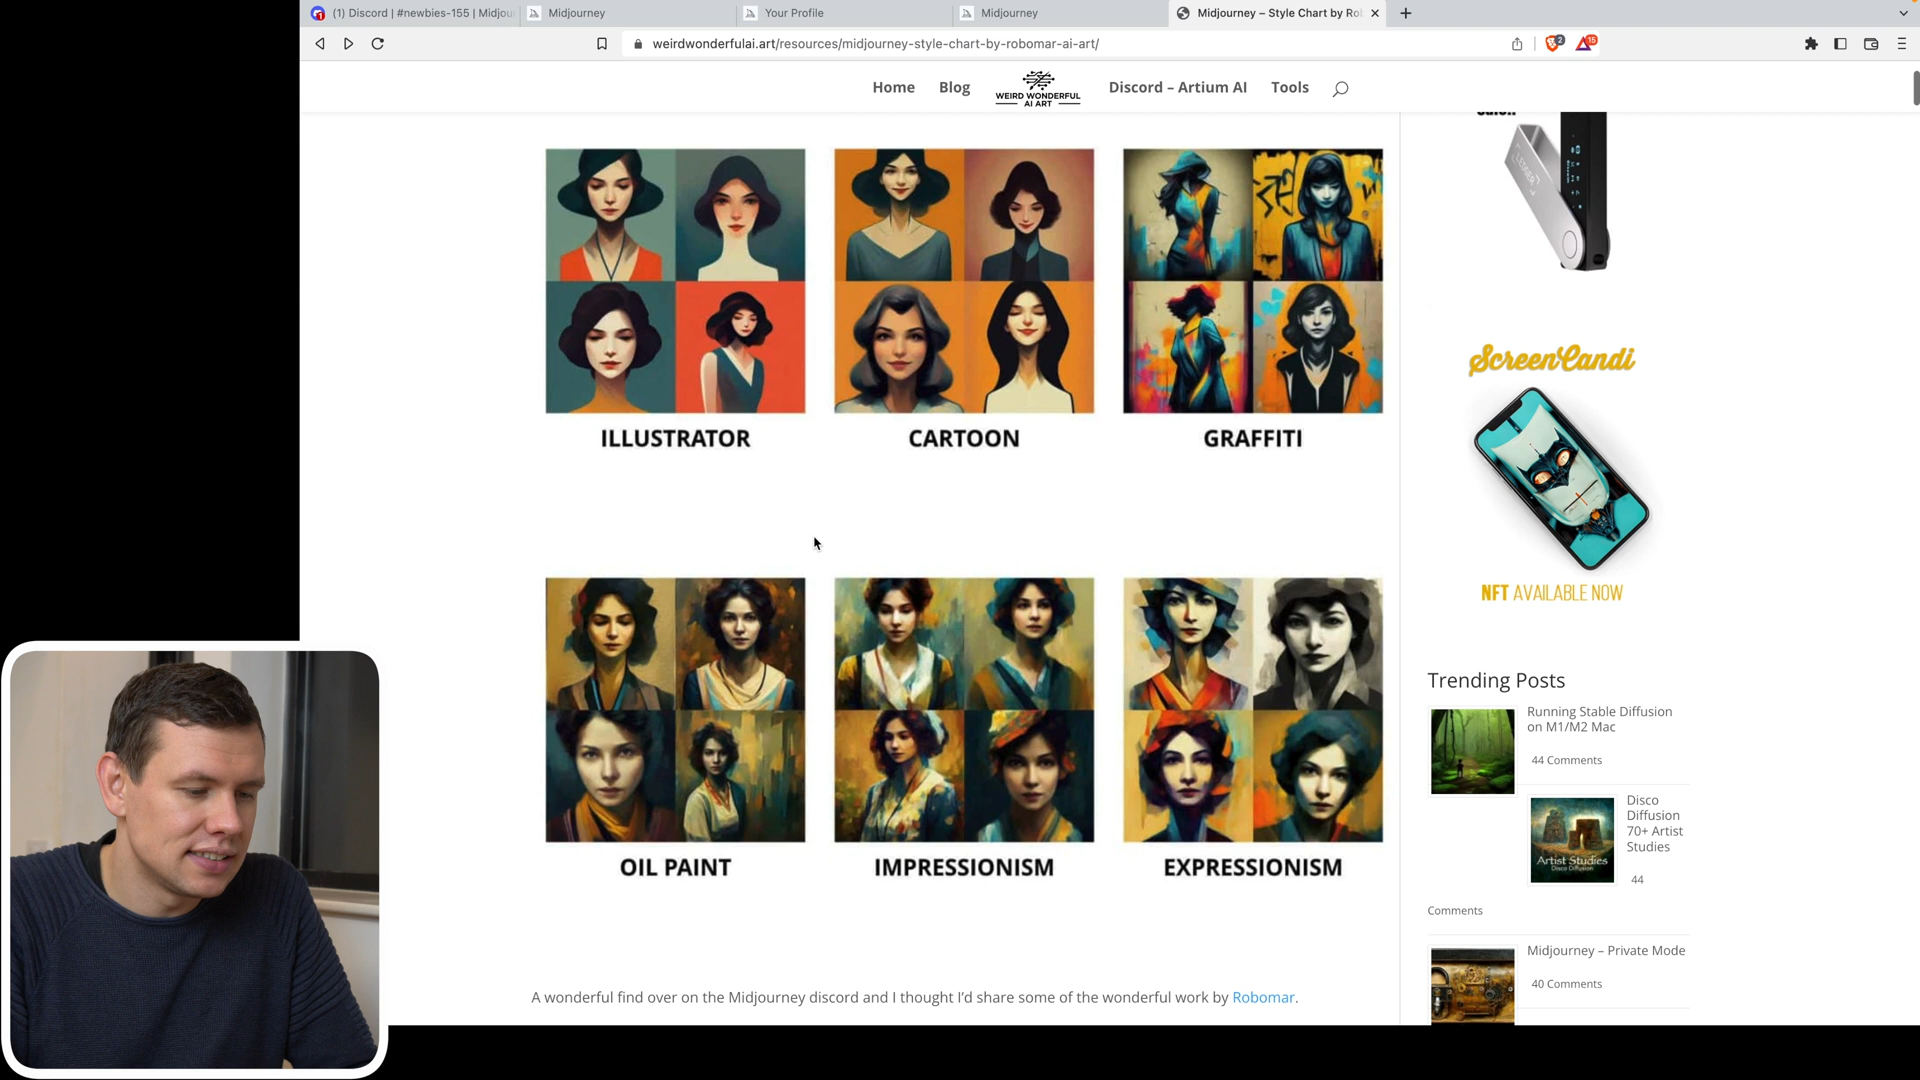 (1) Discord | #newbies-155 | Midjou
Midjourney
Your Profile
Midjourney
Midjourney – Style Chart by Ro
weirdwonderfulai.art/resources/midjourney-style-chart-by-robomar-ai-art/
2
15
Home
Blog
WEIRD WONDERFUL
AI ART
Discord – Artium AI
Tools
LEDGER
ILLUSTRATOR
CARTOON
GRAFFITI
OIL PAINT
IMPRESSIONISM
EXPRESSIONISM
A wonderful find over on the Midjourney discord and I thought I'd share some of the wonderful work by Robomar.
ScreenCandi
NFT AVAILABLE NOW
Trending Posts
Running Stable Diffusion
on M1/M2 Mac
44 Comments
Artist Studies
Disco Diffusion
Disco
Diffusion
70+ Artist
Studies
44
Comments
Midjourney – Private Mode
40 Comments